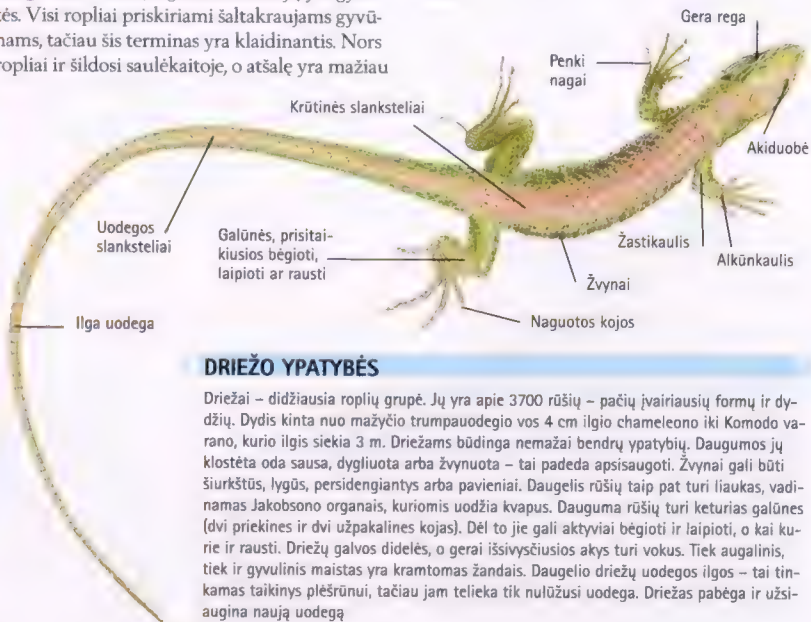 ės. Visi ropliai priskiriami šaltakraujams gyvū-
nams, tačiau šis terminas yra klaidinantis. Nors
ropliai ir šildosi saulėkaitoje, o atšalę yra mažiau
Gera rega
Penki
nagai
Krūtinės slanksteliai
Akiduobė
Uodegos
slanksteliai
Galūnės, prisitai-
kiusios bėgioti,
laipioti ar rausti
Žastikaulis
Alkūnkaulis
Žvynai
Ilga uodega
Naguotos kojos
DRIEŽO YPATYBĖS
Driežai – didžiausia roplių grupė. Jų yra apie 3700 rūšių – pačių įvairiausių formų ir dy-
džių. Dydis kinta nuo mažyčio trumpauodegio vos 4 cm ilgio chameleono iki Komodo va-
rano, kurio ilgis siekia 3 m. Driežams būdinga nemažai bendrų ypatybių. Daugumos jų
klostėta oda sausa, dygliuota arba žvynuota – tai padeda apsisaugoti. Žvynai gali būti
šiurkštūs, lygūs, persidengiantys arba pavieniai. Daugelis rūšių taip pat turi liaukas, vadi-
namas Jakobsono organais, kuriomis uodžia kvapus. Dauguma rūšių turi keturias galūnes
(dvi priekines ir dvi užpakalines kojas). Dėl to jie gali aktyviai bėgioti ir laipioti, o kai ku-
rie ir rausti. Driežų galvos didelės, o gerai išsivysčiusios akys turi vokus. Tiek augalinis,
tiek ir gyvulinis maistas yra kramtomas žandais. Daugelio driežų uodegos ilgos – tai tin-
kamas taikinys plėšrūnui, tačiau jam telieka tik nulūžusi uodega. Driežas pabėga ir užsi-
augina naują uodegą